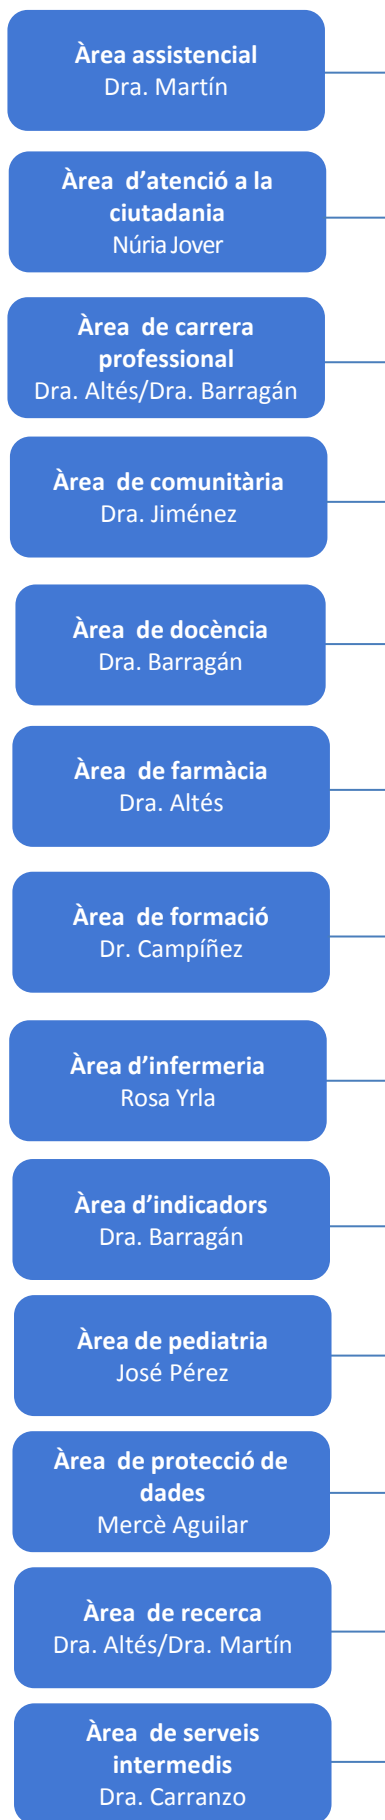 Àrea assistencial
Dra. Martín
Àrea d’atenció a la
ciutadania
Núria Jover
Àrea de carrera
professional
Dra. Altés/Dra. Barragán
Àrea de comunitària
Dra. Jiménez
Àrea de docència
Dra. Barragán
Àrea de farmàcia
Dra. Altés
Àrea de formació
Dr. Campíñez
Àrea d’infermeria
Rosa Yrla
Àrea d’indicadors
Dra. Barragán
Àrea de pediatria
José Pérez
Àrea de protecció de
dades
Mercè Aguilar
Àrea de recerca
Dra. Altés/Dra. Martín
Àrea de serveis
intermedis
Dra. Carranzo